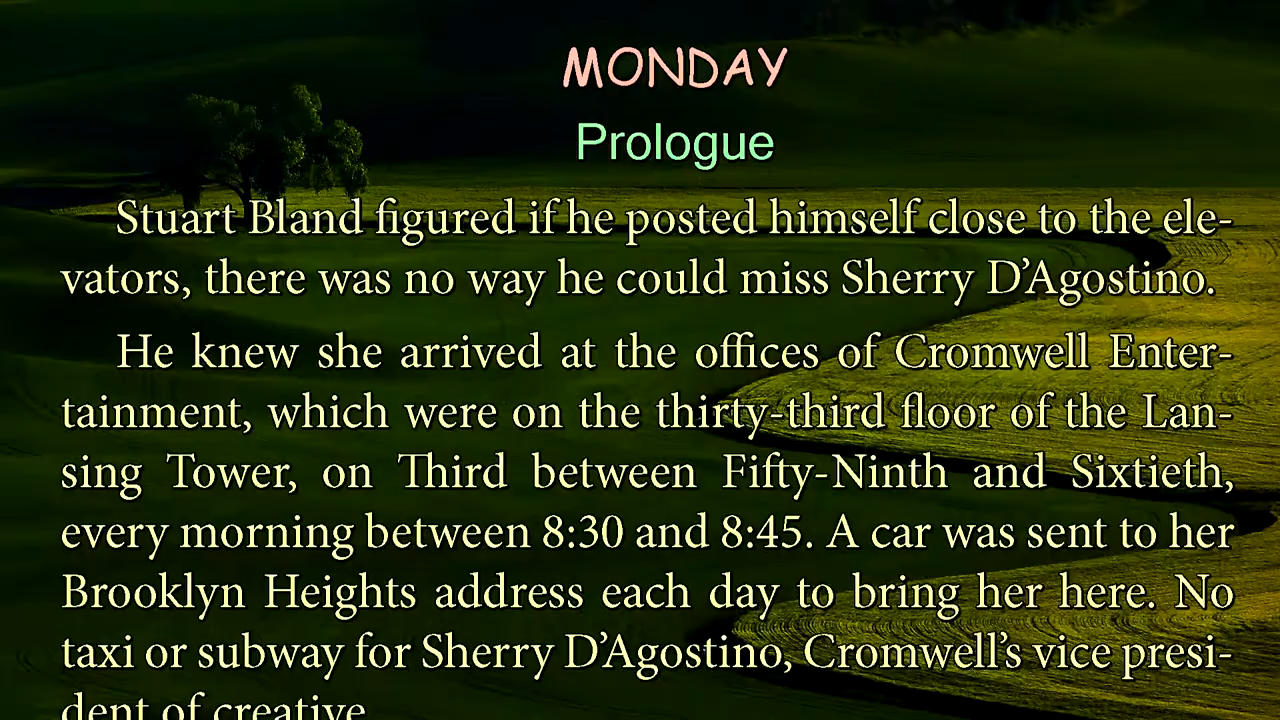 MONDAY
Prologue
Stuart Bland figured if he posted himself close to the ele-
vators, there was no way he could miss Sherry D’Agostino.
He knew she arrived at the offices of Cromwell Enter-
tainment, which were on the thirty-third floor of the Lan-
sing Tower, on Third between Fifty-Ninth and Sixtieth,
every morning between 8:30 and 8:45. A car was sent to her
Brooklyn Heights address each day to bring her here. No
taxi or subway for Sherry D’Agostino, Cromwell’s vice presi-
dent of creative